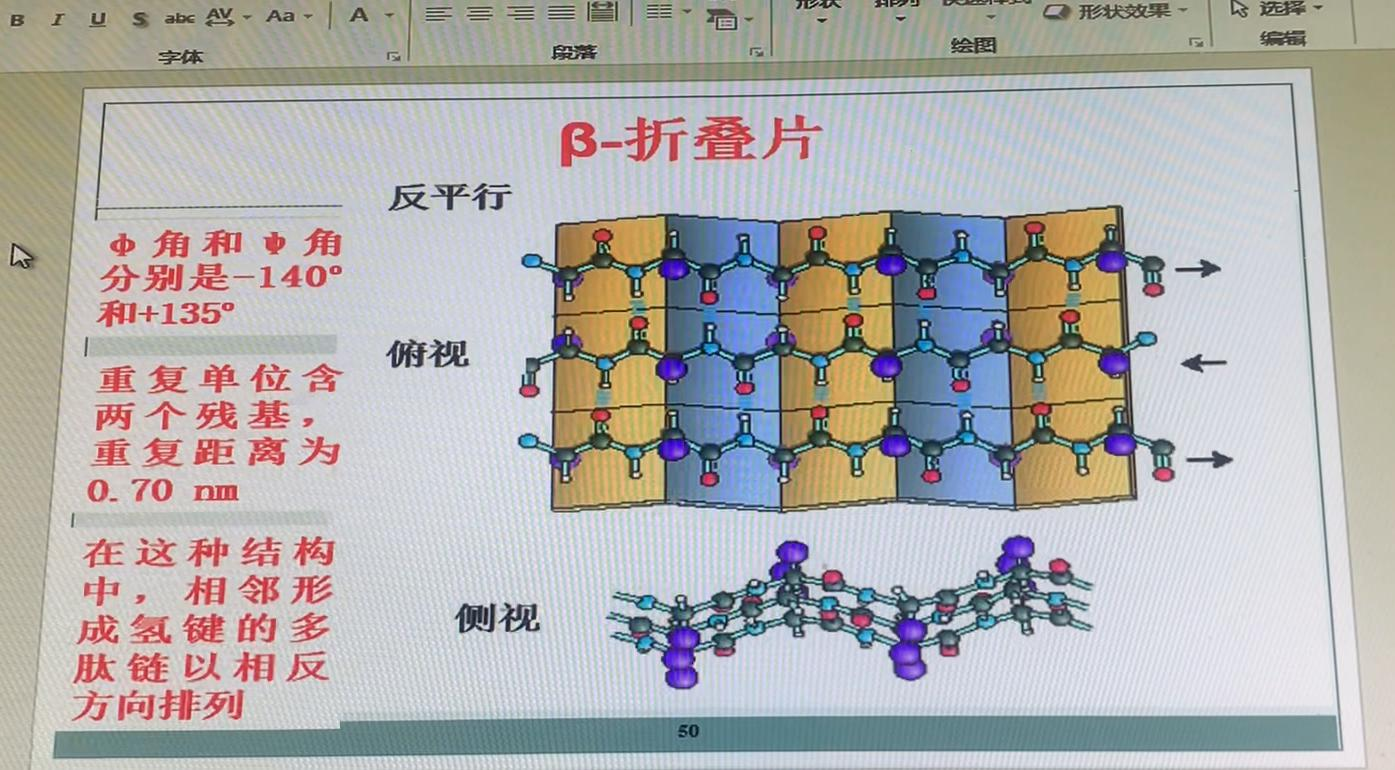 B I U S abc AV Aa A
形状效果
选择
字体
段落
绘图
编辑
β-折叠片
反平行
Φ 角 和 ψ 角
分别是-140°
和+135°
俯视
重复单位含
两个残基，
重复距离为
0.70 nm
在这种结构
中，相邻形
成氢键的多
肽链以相反
方向排列
侧视
50